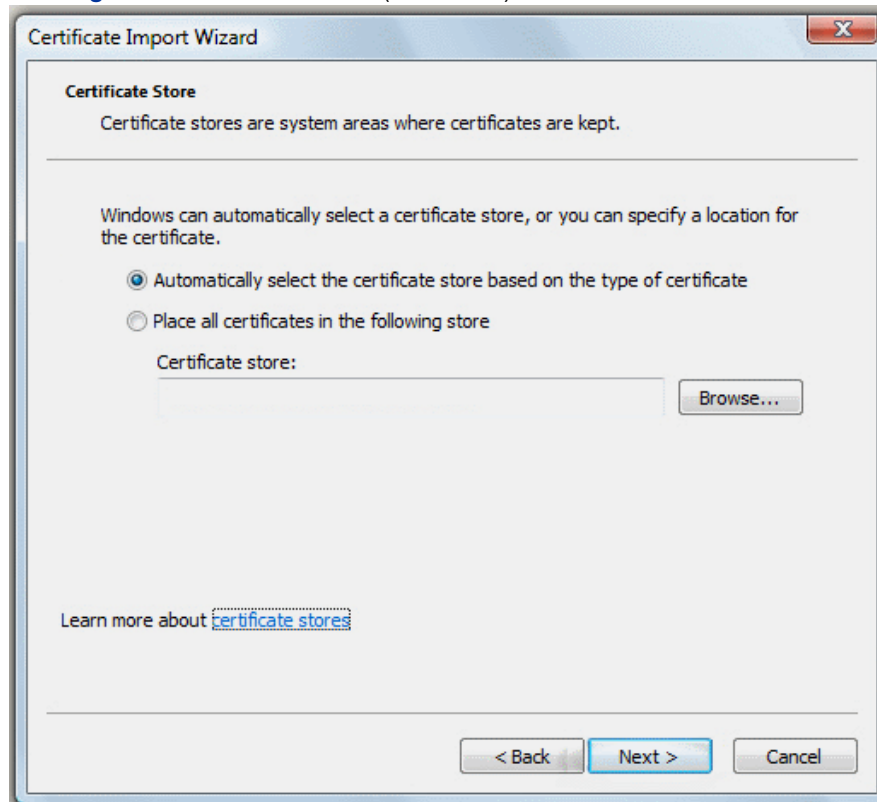 Certificate Import Wizard
Certificate Store
Certificate stores are system areas where certificates are kept.
Windows can automatically select a certificate store, or you can specify a location for
the certificate.
Automatically select the certificate store based on the type of certificate
Place all certificates in the following store
Certificate store:
Browse...
Learn more about certificate stores
< Back Next > Cancel